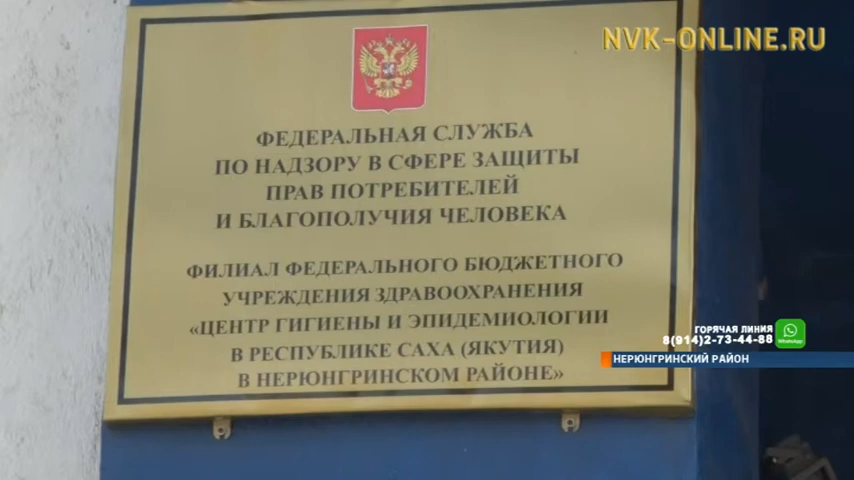 NVK-ONLINE.RU
ФЕДЕРАЛЬНАЯ СЛУЖБА
ПО НАДЗОРУ В СФЕРЕ ЗАЩИТЫ
ПРАВ ПОТРЕБИТЕЛЕЙ
И БЛАГОПОЛУЧИЯ ЧЕЛОВЕКА
ФИЛИАЛ ФЕДЕРАЛЬНОГО БЮДЖЕТНОГО
УЧРЕЖДЕНИЯ ЗДРАВООХРАНЕНИЯ
«ЦЕНТР ГИГИЕНЫ И ЭПИДЕМИОЛОГИИ
В РЕСПУБЛИКЕ САХА (ЯКУТИЯ)
В НЕРЮНГРИНСКОМ РАЙОНЕ»
ГОРЯЧАЯ ЛИНИЯ
8(914)2-73-44-88
WhatsApp
НЕРЮНГРИНСКИЙ РАЙОН